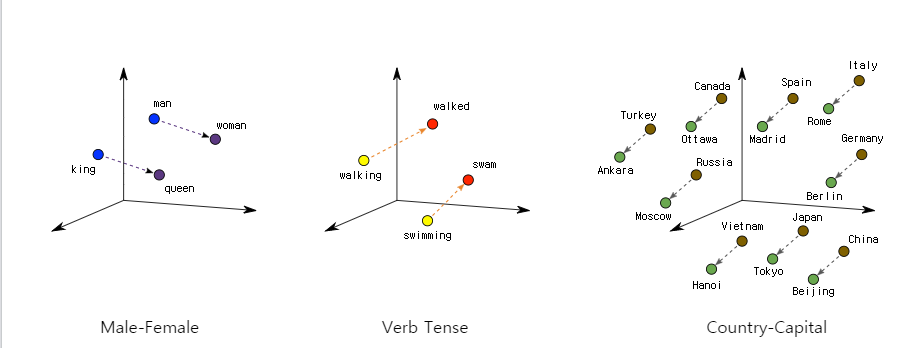 man
woman
king
queen
Male-Female
walked
walking
swam
swimming
Verb Tense
Italy
Spain
Canada
Rome
Turkey
Ottawa
Madrid
Germany
Ankara
Russia
Berlin
Moscow
Japan
Vietnam
China
Tokyo
Hanoi
Beijing
Country-Capital